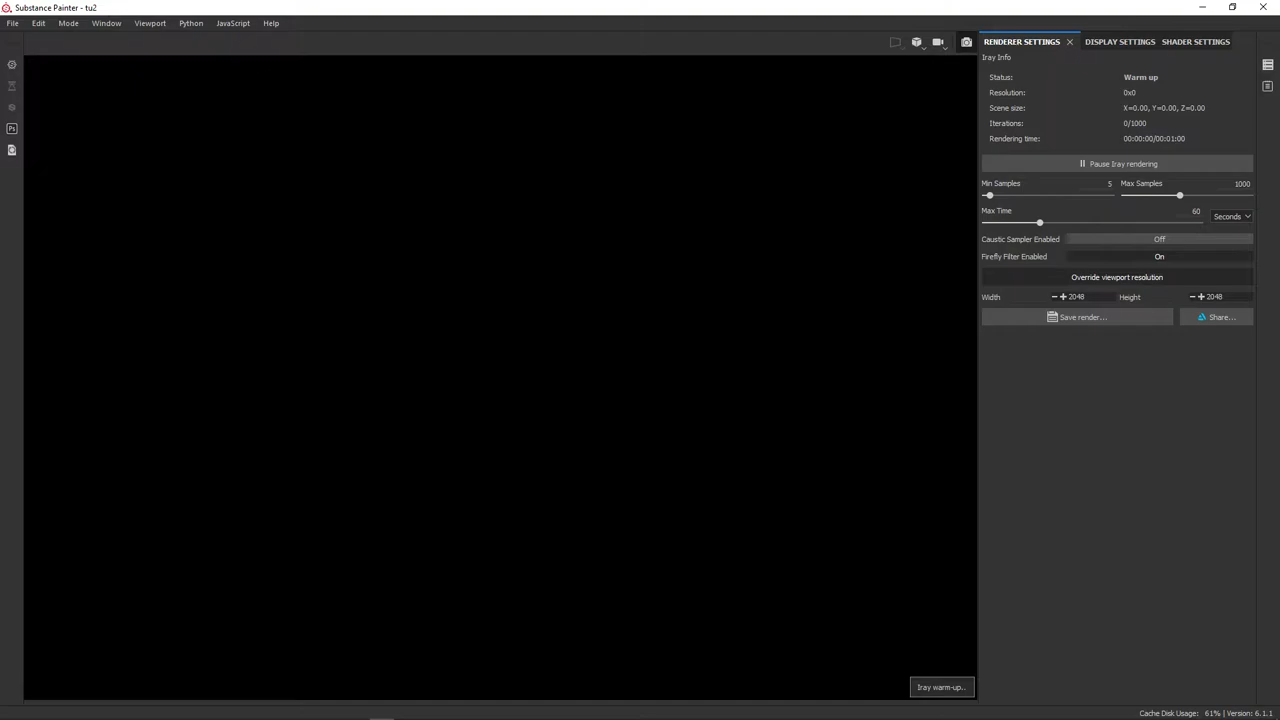 Substance Painter - tu2
File Edit Mode Window Viewport Python JavaScript Help
RENDERER SETTINGS DISPLAY SETTINGS SHADER SETTINGS
Iray Info
Status: Warm up
Resolution: 0x0
Scene size: X=0.00, Y=0.00, Z=0.00
Iterations: 0/1000
Rendering time: 00:00:00/00:01:00
Pause Iray rendering
Min Samples 5 Max Samples 1000
Max Time 60 Seconds
Caustic Sampler Enabled Off
Firefly Filter Enabled On
Override viewport resolution
Width 2048 Height 2048
Save render... Share...
Ps
Iray warm-up..
Cache Disk Usage: 61% | Version: 6.1.1